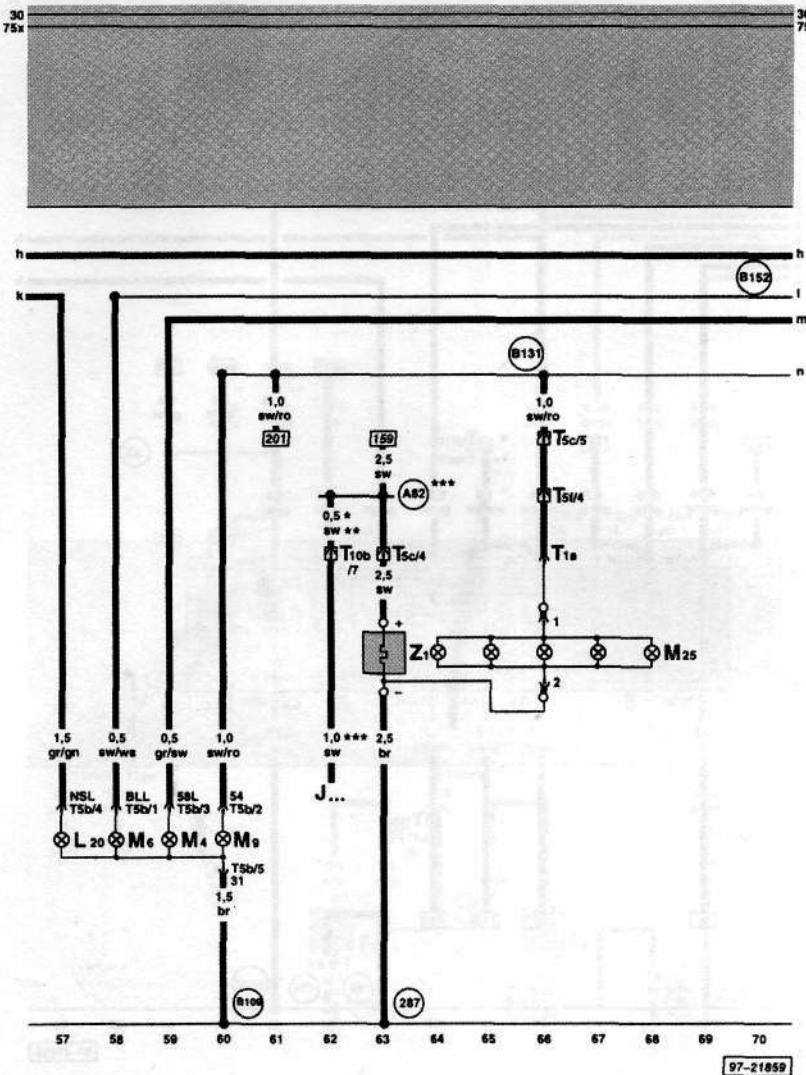 30 30
75x 75
h h
B152
k l
m
B131
n
1,0 1,0
sw/ro sw/ro
201 159 T5c/5
2,5
sw
A82 ***
0,5 * T5f/4
sw **
T10b T5c/4 T1a
/7
2,5
sw
+ 1
Z1 M25
2
–
1,5 0,5 0,5 1,0 1,0 *** 2,5
gr/gn sw/ws gr/sw sw/ro sw br
NSL BLL 58L 54
T5b/4 T5b/1 T5b/3 T5b/2
J...
L20 M6 M4 M9
T5b/5
31
1,5
br
B109 287
57 58 59 60 61 62 63 64 65 66 67 68 69 70
97-21859